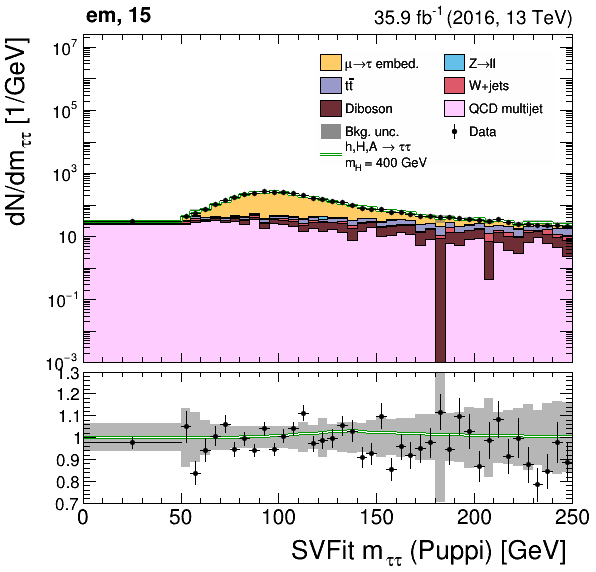 em, 15
35.9 fb⁻¹ (2016, 13 TeV)
dN/dm_ττ [1/GeV]
10⁷
10⁵
10³
10
10⁻¹
10⁻³
μ→τ embed.
Z→ll
tt̄
W+jets
Diboson
QCD multijet
Bkg. unc.
Data
h,H,A → ττ
m_H = 400 GeV
1.3
1.2
1.1
1
0.9
0.8
0.7
0 50 100 150 200 250
SVFit m_ττ (Puppi) [GeV]